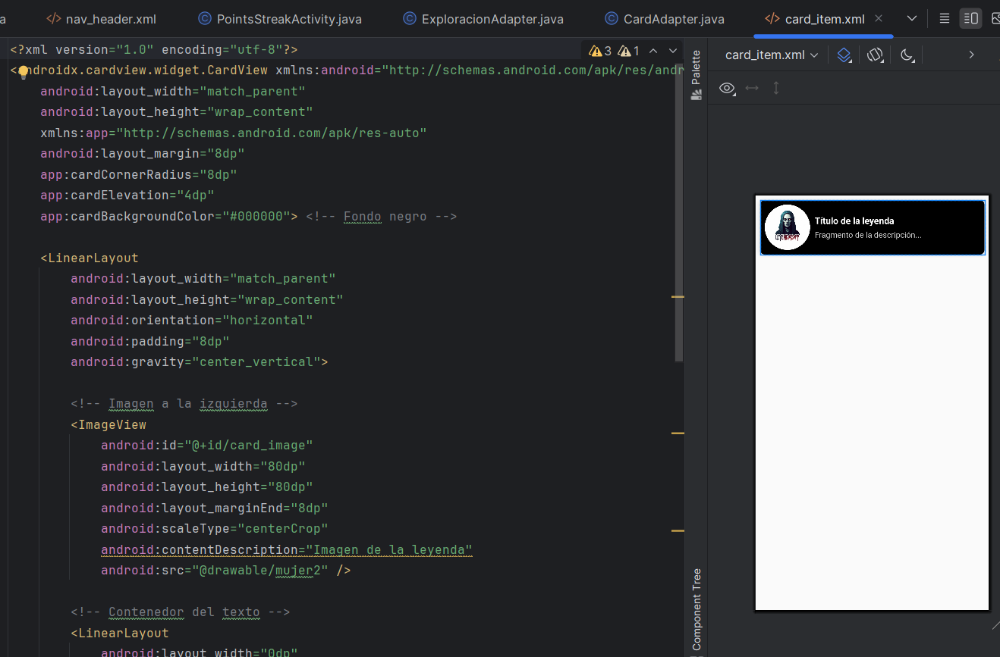 a
</> nav_header.xml
© PointsStreakActivity.java
© ExploracionAdapter.java
© CardAdapter.java
</> card_item.xml
<?xml version="1.0" encoding="utf-8"?>
3 1
androidx.cardview.widget.CardView xmlns:android="http://schemas.android.com/apk/res/andr
android:layout_width="match_parent"
android:layout_height="wrap_content"
xmlns:app="http://schemas.android.com/apk/res-auto"
android:layout_margin="8dp"
app:cardCornerRadius="8dp"
app:cardElevation="4dp"
app:cardBackgroundColor="#000000"> <!-- Fondo negro -->
<LinearLayout
android:layout_width="match_parent"
android:layout_height="wrap_content"
android:orientation="horizontal"
android:padding="8dp"
android:gravity="center_vertical">
<!-- Imagen a la izquierda -->
<ImageView
android:id="@+id/card_image"
android:layout_width="80dp"
android:layout_height="80dp"
android:layout_marginEnd="8dp"
android:scaleType="centerCrop"
android:contentDescription="Imagen de la leyenda"
android:src="@drawable/mujer2" />
<!-- Contenedor del texto -->
<LinearLayout
android:layout_width="0dp"
Palette
Component Tree
card_item.xml
Título de la leyenda
Fragmento de la descripción...